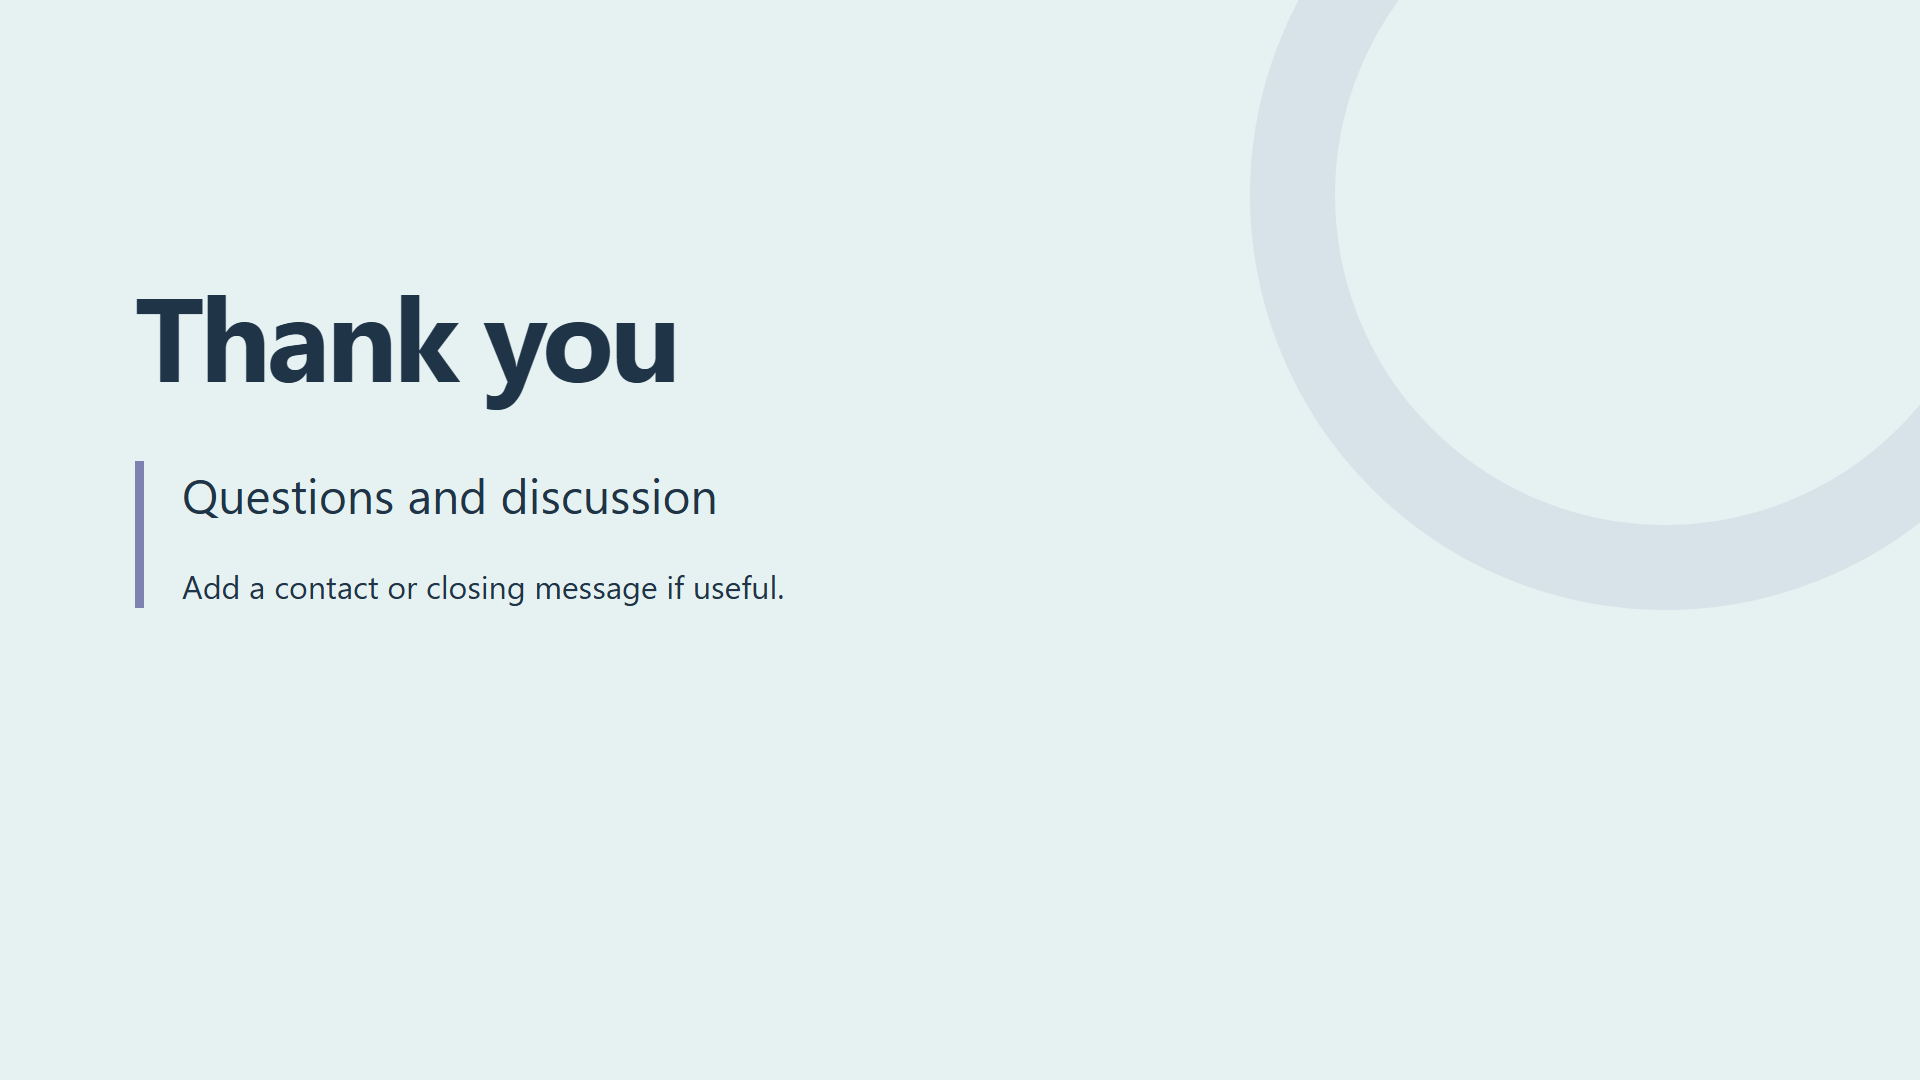 Thank you
Questions and discussion
Add a contact or closing message if useful.